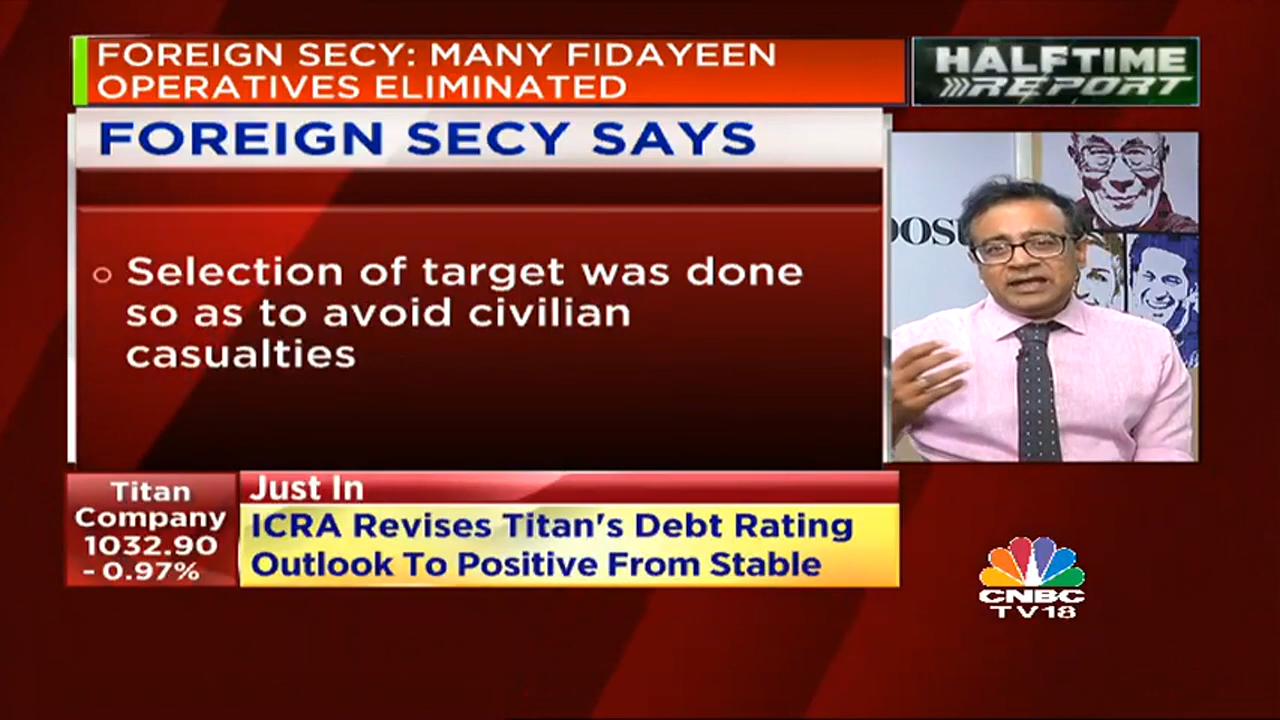 FOREIGN SECY: MANY FIDAYEEN
OPERATIVES ELIMINATED
HALFTIME
REPORT
FOREIGN SECY SAYS
Selection of target was done
so as to avoid civilian
casualties
Titan
Company
1032.90
- 0.97%
Just In
ICRA Revises Titan's Debt Rating
Outlook To Positive From Stable
CNBC
TV18